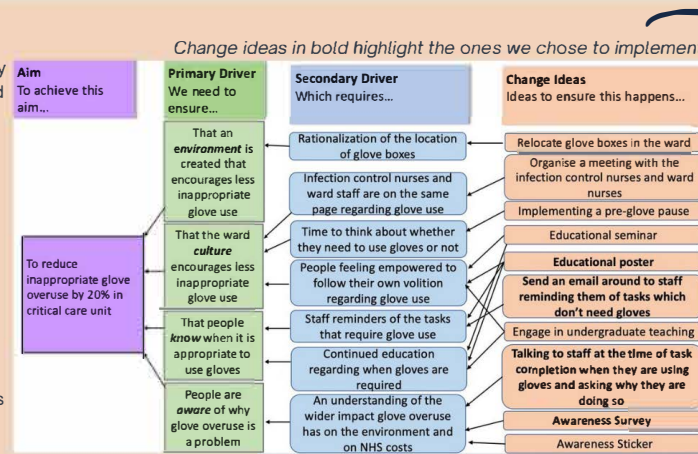 Change ideas in bold highlight the ones we chose to implemen
y
d
s
Aim
To achieve this
aim...
Primary Driver
We need to
ensure...
Secondary Driver
Which requires...
Change Ideas
Ideas to ensure this happens...
To reduce
inappropriate glove
overuse by 20% in
critical care unit
That an
environment is
created that
encourages less
inappropriate
glove use
That the ward
culture
encourages less
inappropriate
glove use
That people
know when it is
appropriate to
use gloves
People are
aware of why
glove overuse is
a problem
Rationalization of the location
of glove boxes
Infection control nurses and
ward staff are on the same
page regarding glove use
Time to think about whether
they need to use gloves or not
People feeling empowered to
follow their own volition
regarding glove use
Staff reminders of the tasks
that require glove use
Continued education
regarding when gloves are
required
An understanding of the
wider impact glove overuse
has on the environment and
on NHS costs
Relocate glove boxes in the ward
Organise a meeting with the
infection control nurses and ward
nurses
Implementing a pre-glove pause
Educational seminar
Educational poster
Send an email around to staff
reminding them of tasks which
don't need gloves
Engage in undergraduate teaching
Talking to staff at the time of task
completion when they are using
gloves and asking why they are
doing so
Awareness Survey
Awareness Sticker